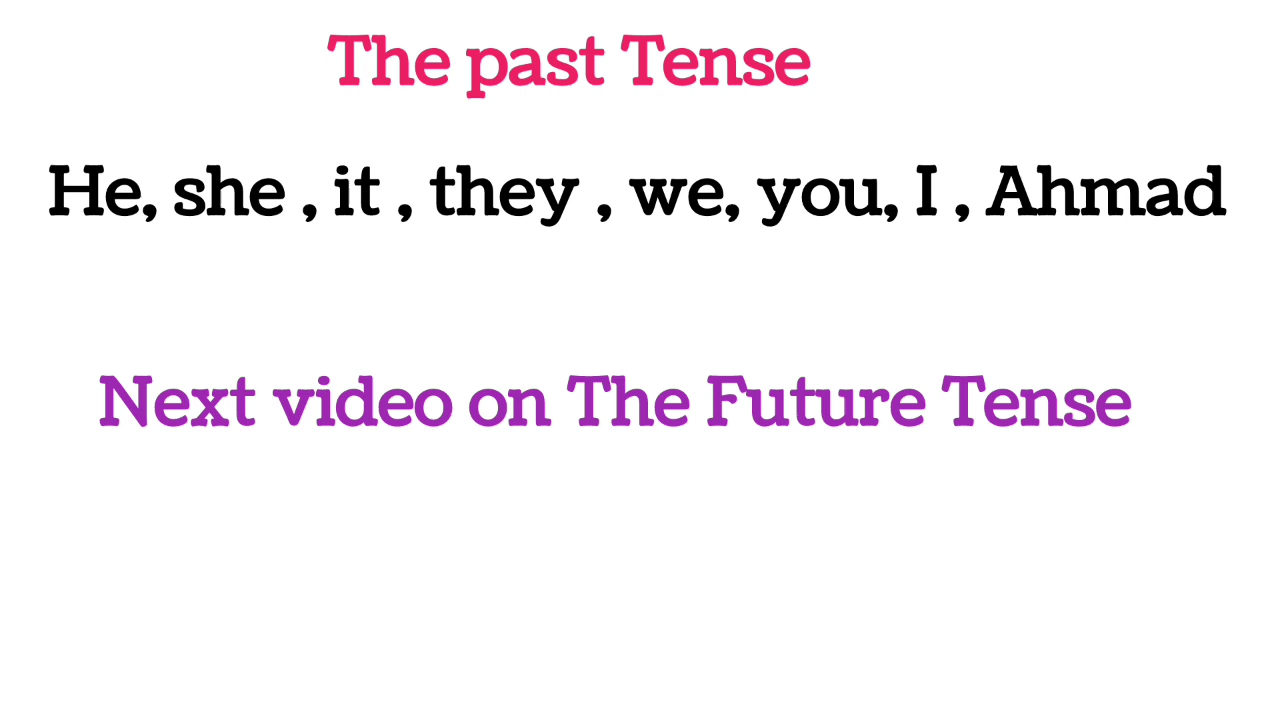 The past Tense
He, she , it , they , we, you, I , Ahmad
Next video on The Future Tense